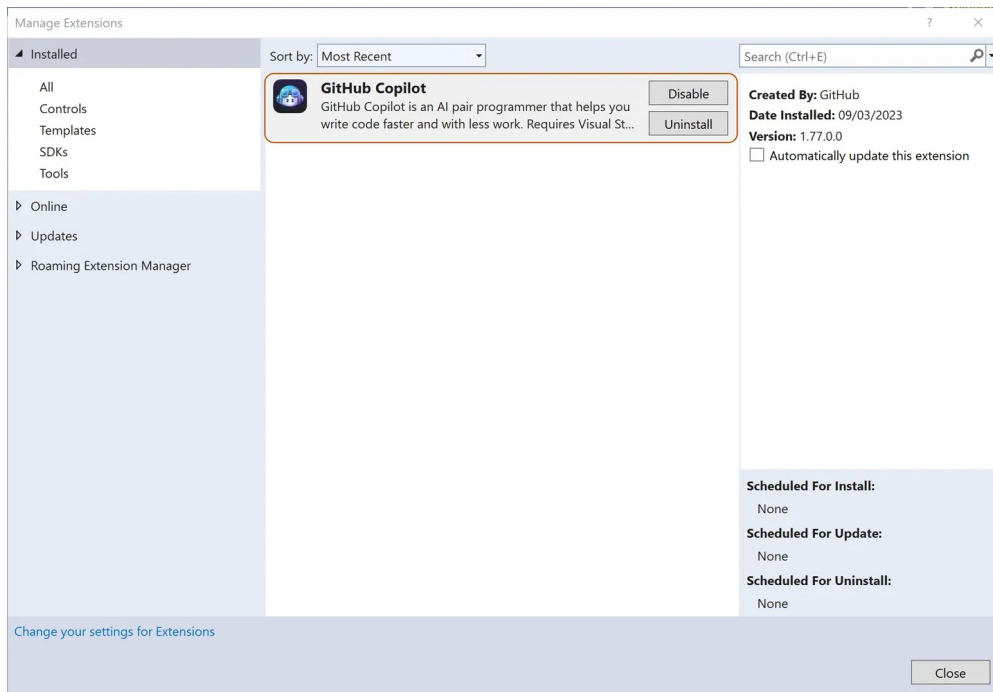 Manage Extensions
?
Installed
All
Controls
Templates
SDKs
Tools
Online
Updates
Roaming Extension Manager
Sort by: Most Recent
GitHub Copilot
GitHub Copilot is an AI pair programmer that helps you
write code faster and with less work. Requires Visual St...
Disable
Uninstall
Search (Ctrl+E)
Created By: GitHub
Date Installed: 09/03/2023
Version: 1.77.0.0
Automatically update this extension
Scheduled For Install:
None
Scheduled For Update:
None
Scheduled For Uninstall:
None
Change your settings for Extensions
Close